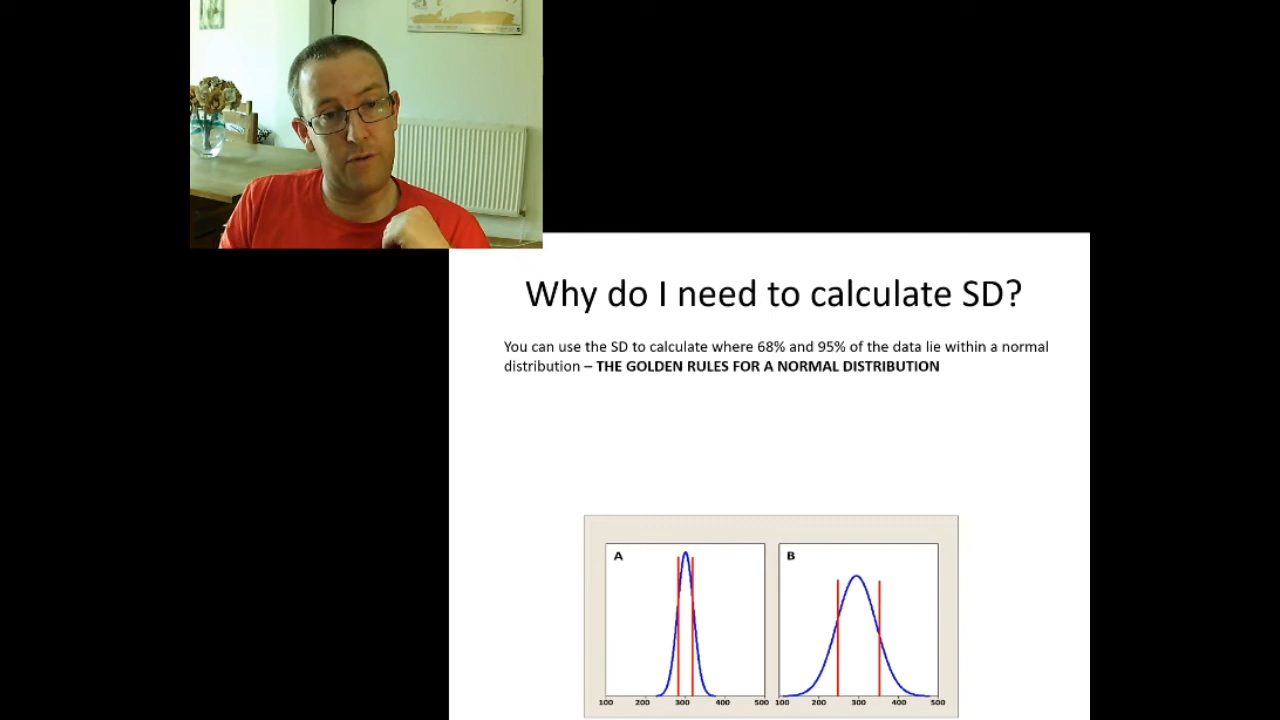 Why do I need to calculate SD?
You can use the SD to calculate where 68% and 95% of the data lie within a normal
distribution – THE GOLDEN RULES FOR A NORMAL DISTRIBUTION
A
B
100 200 300 400 500
100 200 300 400 500